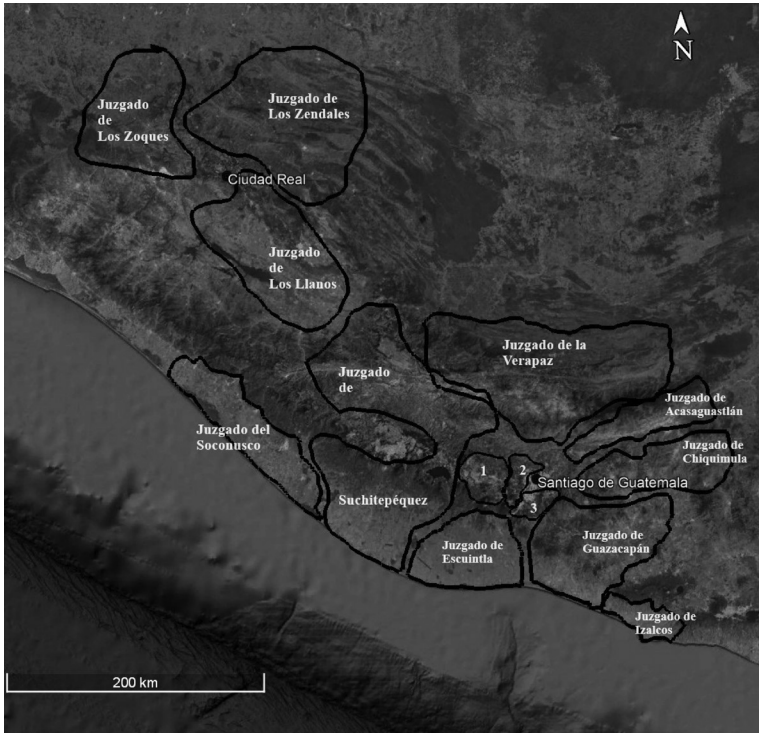 N
Juzgado
de
Los Zoques
Juzgado de
Los Zendales
Ciudad Real
Juzgado
de
Los Llanos
Juzgado
de
Juzgado de la
Verapaz
Juzgado de
Acasaguastlán
Juzgado del
Soconusco
Juzgado de
Chiquimula
1
2
Santiago de Guatemala
Suchitepéquez
3
Juzgado de
Escuintla
Juzgado de
Guazacapán
Juzgado de
Izalcos
200 km